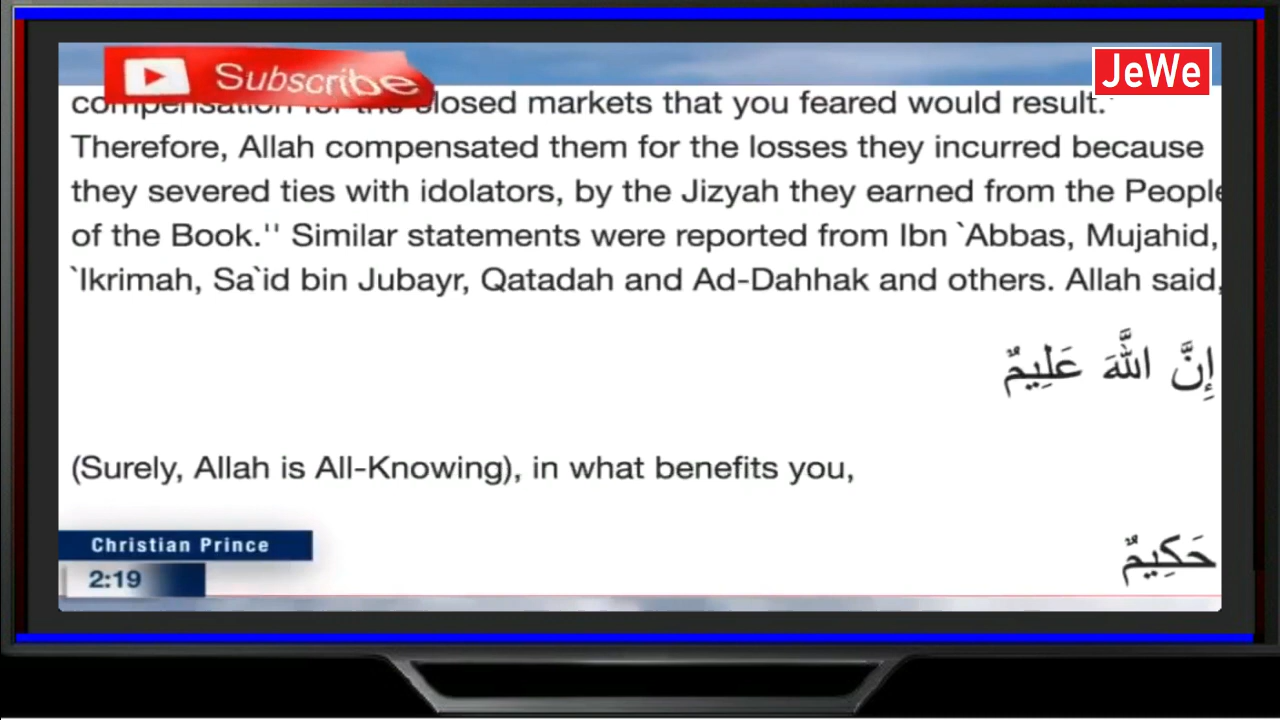 Subscribe
JeWe
compensation for the closed markets that you feared would result.''
Therefore, Allah compensated them for the losses they incurred because
they severed ties with idolators, by the Jizyah they earned from the People
of the Book.'' Similar statements were reported from Ibn `Abbas, Mujahid,
`Ikrimah, Sa`id bin Jubayr, Qatadah and Ad-Dahhak and others. Allah said,
إِنَّ اللَّهَ عَلِيمٌ
(Surely, Allah is All-Knowing), in what benefits you,
Christian Prince
حَكِيمٌ
2:19